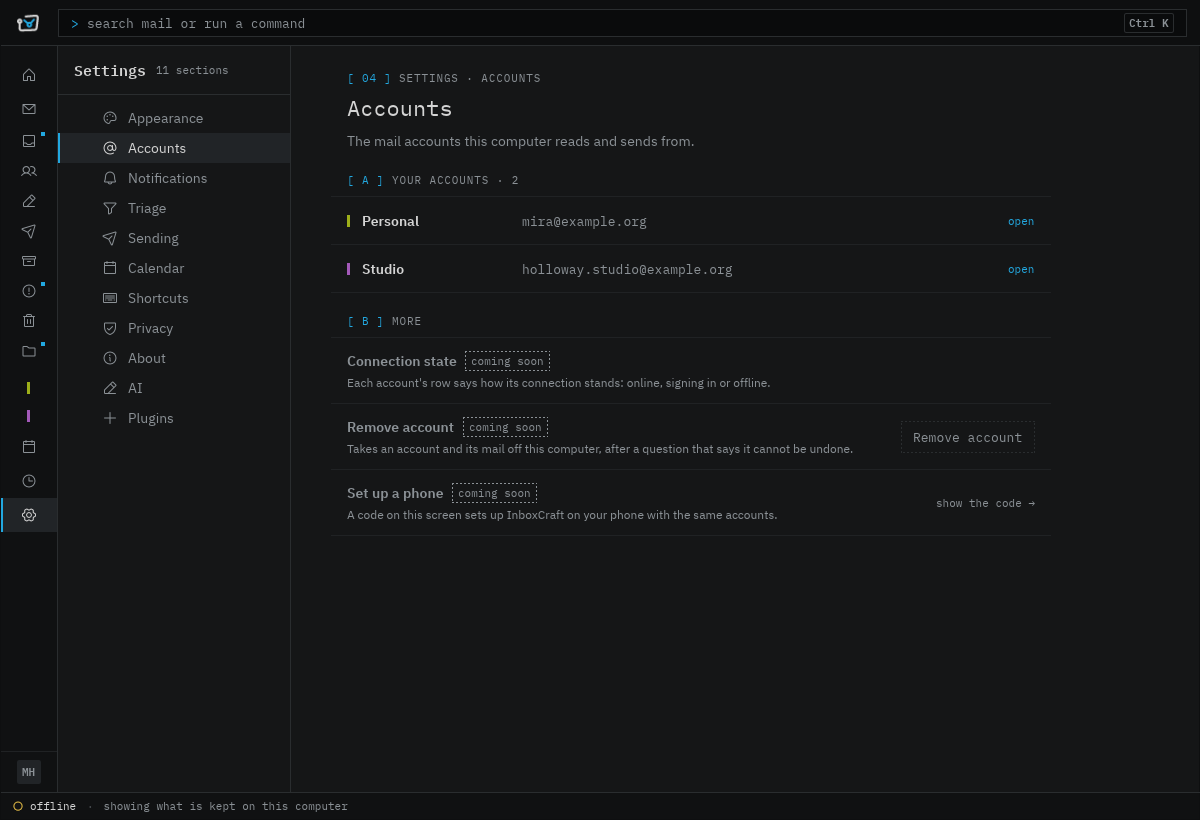 > search mail or run a command
Ctrl K
Settings 11 sections
Appearance
Accounts
Notifications
Triage
Sending
Calendar
Shortcuts
Privacy
About
AI
Plugins
[ 04 ] SETTINGS · ACCOUNTS
Accounts
The mail accounts this computer reads and sends from.
[ A ] YOUR ACCOUNTS · 2
Personal mira@example.org open
Studio holloway.studio@example.org open
[ B ] MORE
Connection state coming soon
Each account's row says how its connection stands: online, signing in or offline.
Remove account coming soon
Takes an account and its mail off this computer, after a question that says it cannot be undone.
Remove account
Set up a phone coming soon
A code on this screen sets up InboxCraft on your phone with the same accounts.
show the code →
MH
offline · showing what is kept on this computer